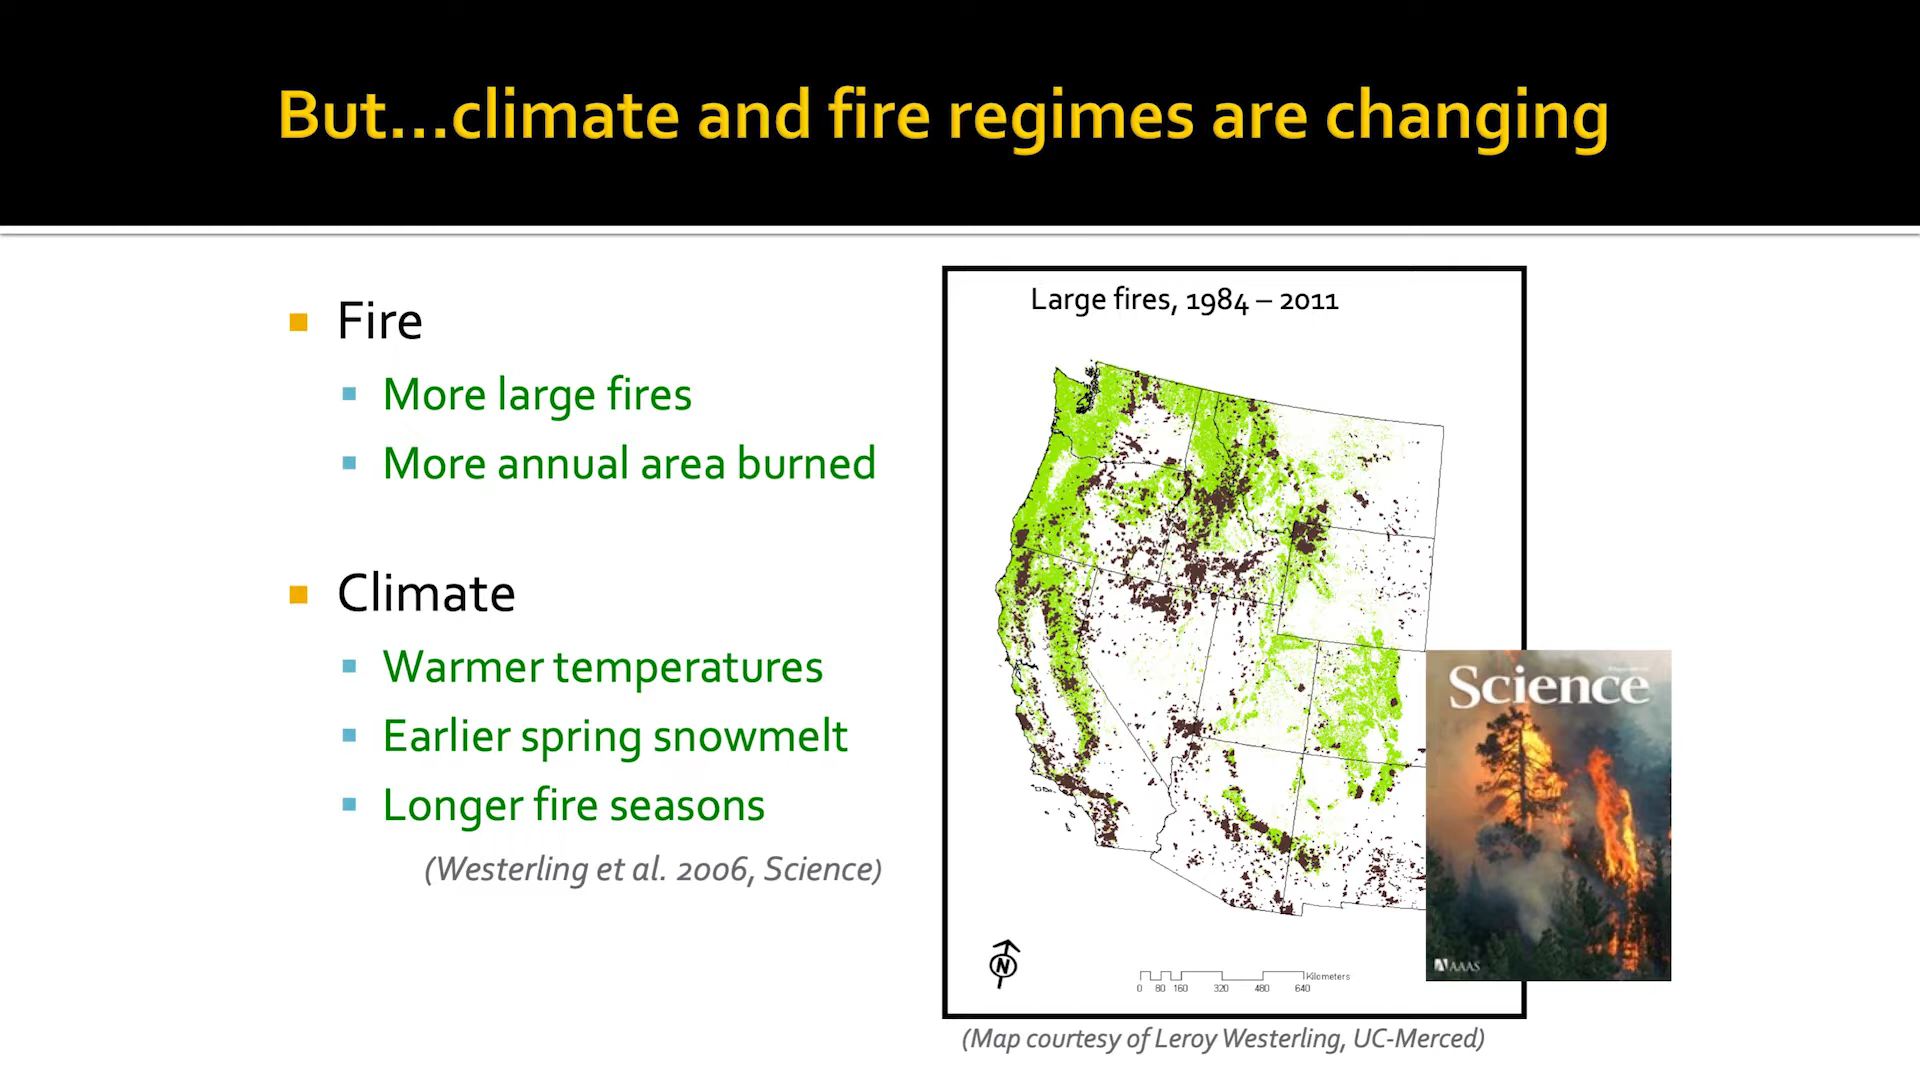 But...climate and fire regimes are changing
Fire
More large fires
More annual area burned
Climate
Warmer temperatures
Earlier spring snowmelt
Longer fire seasons
(Westerling et al. 2006, Science)
Large fires, 1984 – 2011
N
Kilometers
0 80 160 320 480 640
Science
AAAS
(Map courtesy of Leroy Westerling, UC-Merced)